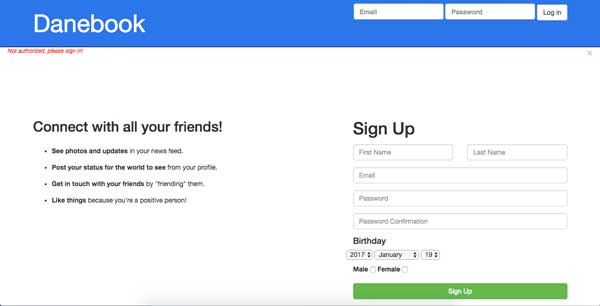 Danebook
Email Password Log in
Not authorized, please sign in! ×
Connect with all your friends!
See photos and updates in your news feed.
Post your status for the world to see from your profile.
Get in touch with your friends by "friending" them.
Like things because you're a positive person!
Sign Up
First Name Last Name
Email
Password
Password Confirmation
Birthday
2017 January 19
Male Female
Sign Up